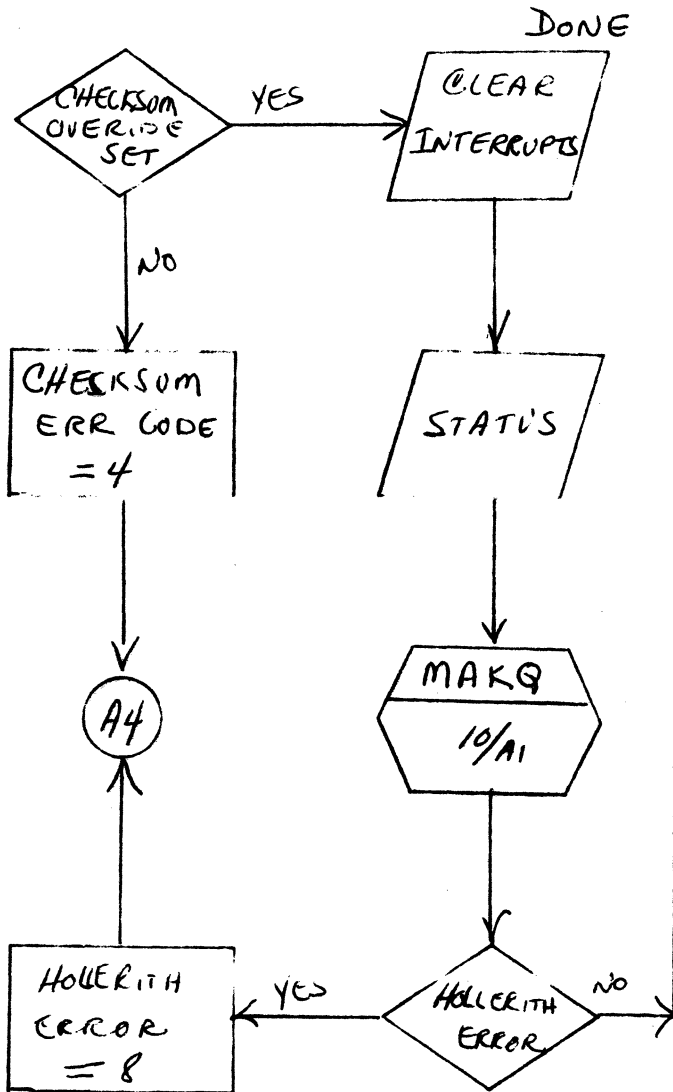 DONE
CHECKSUM
OVERIDE
SET
YES
CLEAR
INTERRUPTS
NO
CHECKSUM
ERR CODE
= 4
STATUS
A4
MAKQ
10/A1
HOLLERITH
ERROR
= 8
YES
HOLLERITH
ERROR
NO